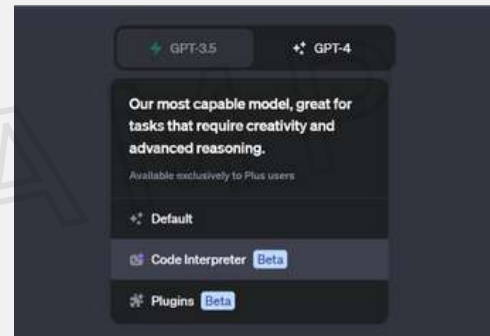 GPT-3.5
GPT-4
Our most capable model, great for
tasks that require creativity and
advanced reasoning.
Available exclusively to Plus users
Default
Code Interpreter Beta
Plugins Beta